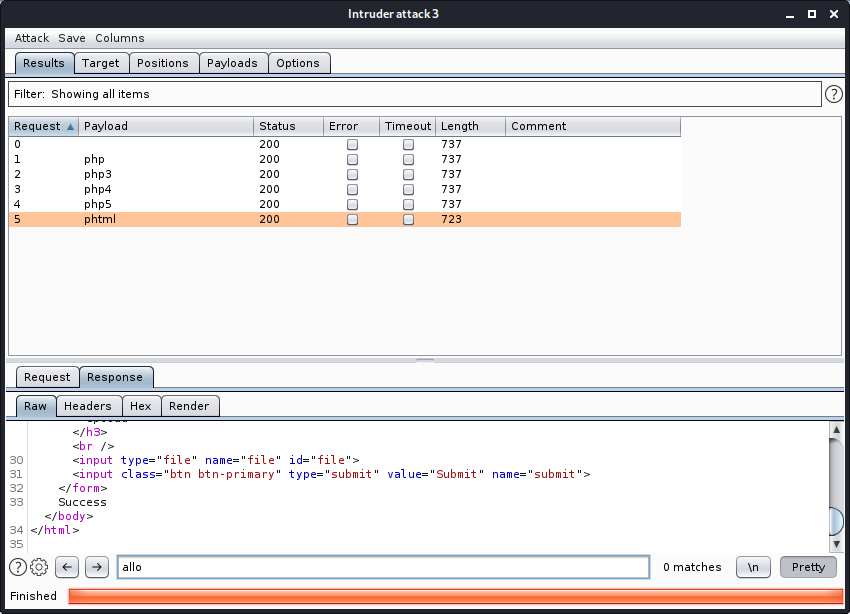 Intruder attack3
Attack Save Columns
Results Target Positions Payloads Options
Filter: Showing all items ?
Request Payload Status Error Timeout Length Comment
0 200 737
1 php 200 737
2 php3 200 737
3 php4 200 737
4 php5 200 737
5 phtml 200 723
Request Response
Raw Headers Hex Render
</h3>
<br />
30 <input type="file" name="file" id="file">
31 <input class="btn btn-primary" type="submit" value="Submit" name="submit">
32 </form>
33 Success
</body>
34 </html>
35
? allo 0 matches \n Pretty
Finished